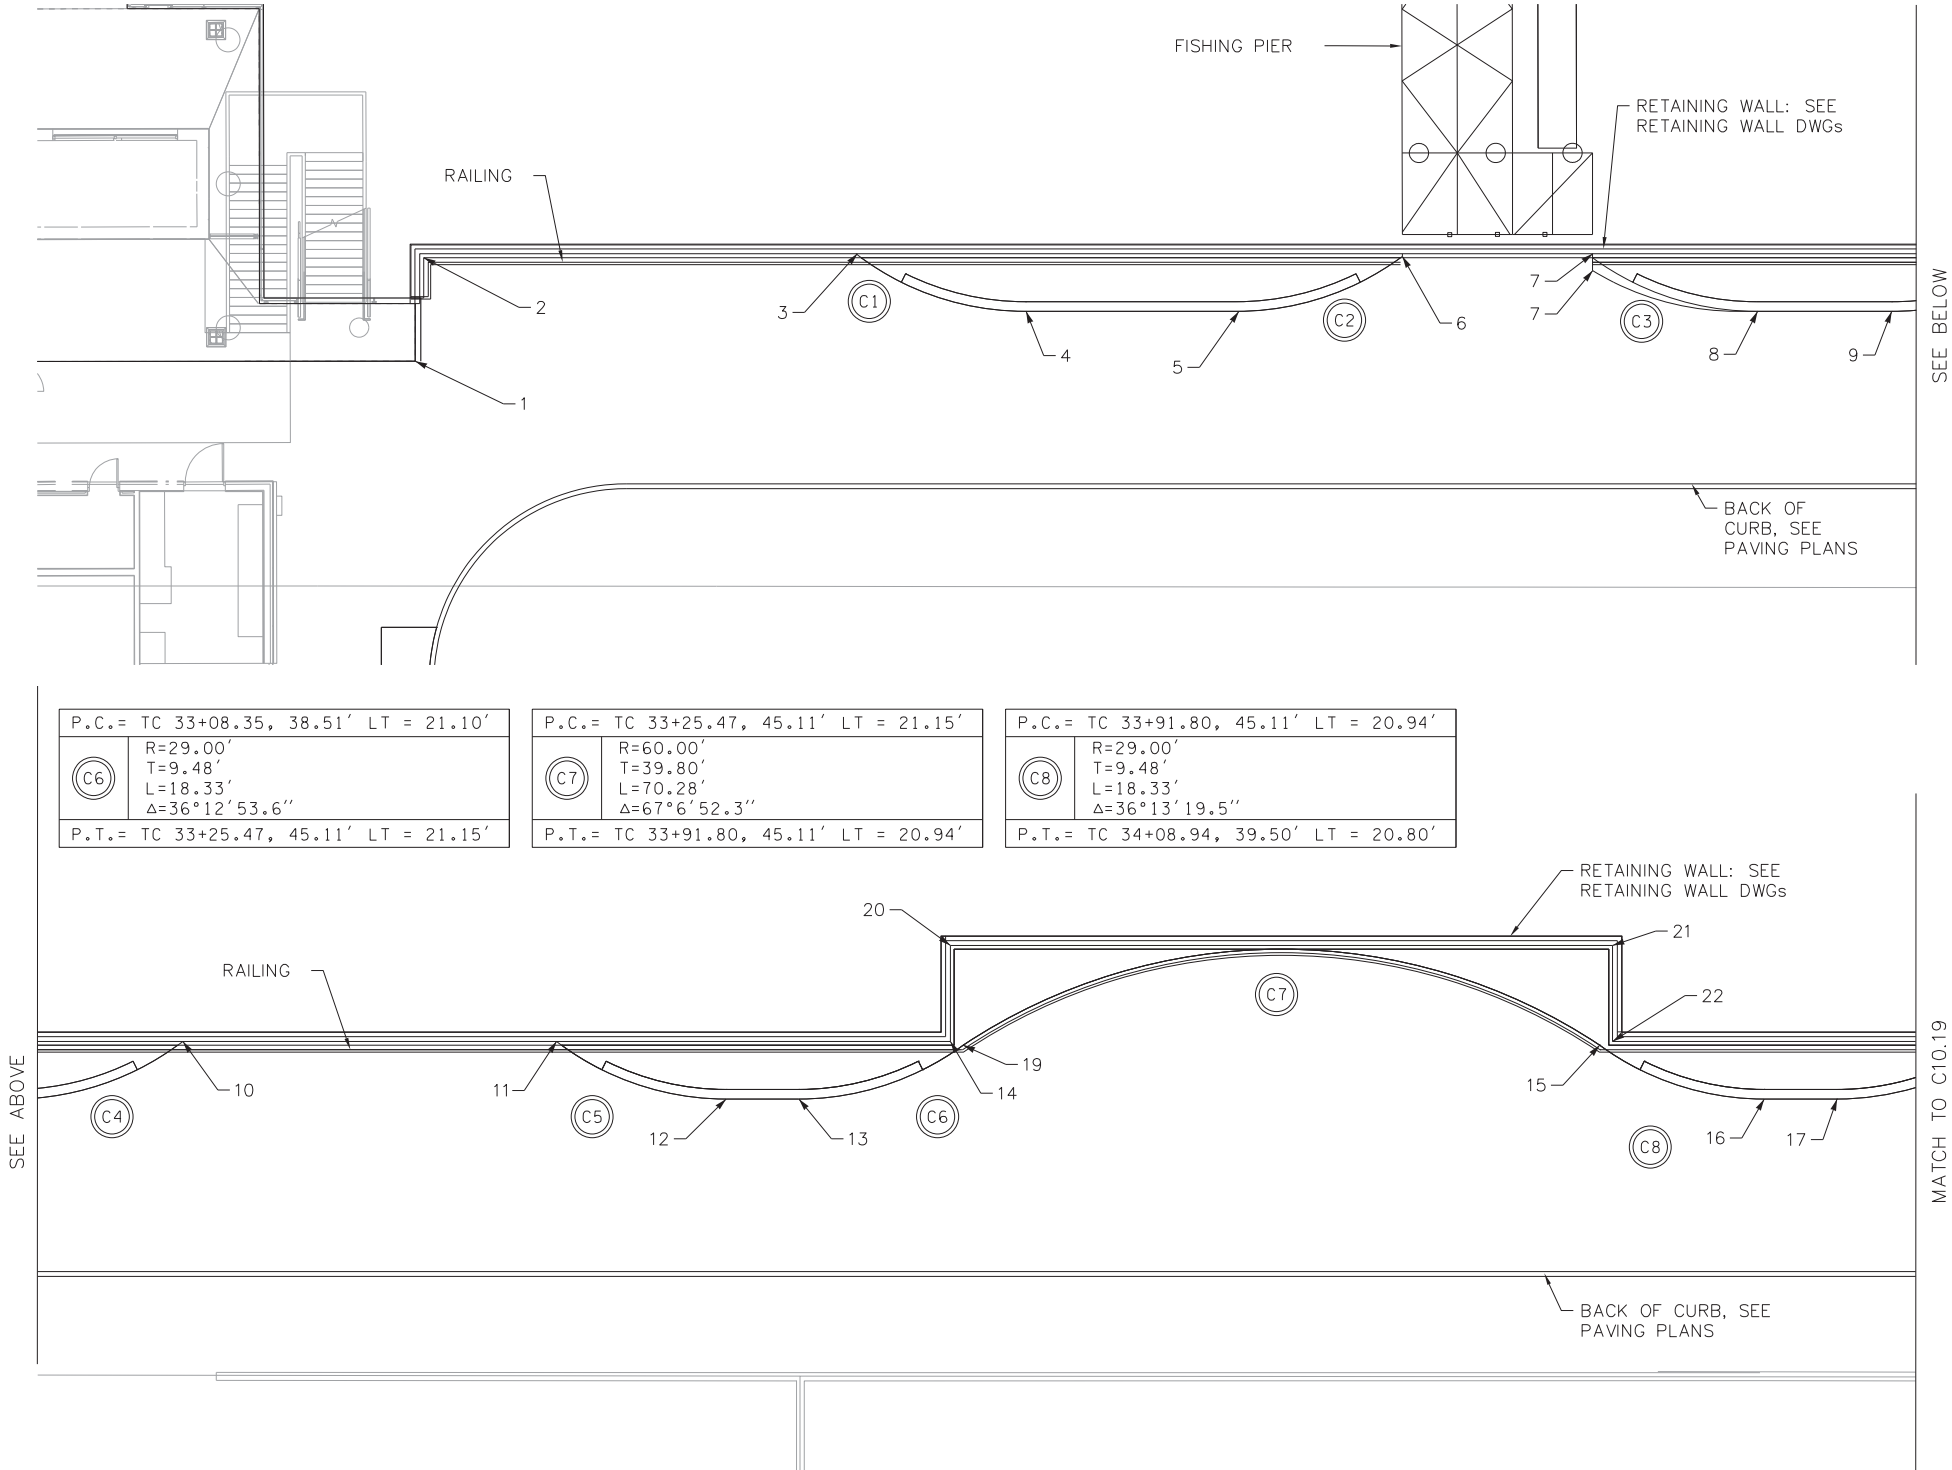 FISHING PIER
RETAINING WALL: SEE
RETAINING WALL DWGs
RAILING
2
3
C1
4
5
C2
6
7
7
C3
8
9
1
SEE BELOW
BACK OF
CURB, SEE
PAVING PLANS
P.C.= TC 33+08.35, 38.51′ LT = 21.10′
C6
R=29.00′
T=9.48′
L=18.33′
Δ=36°12′53.6″
P.T.= TC 33+25.47, 45.11′ LT = 21.15′
P.C.= TC 33+25.47, 45.11′ LT = 21.15′
C7
R=60.00′
T=39.80′
L=70.28′
Δ=67°6′52.3″
P.T.= TC 33+91.80, 45.11′ LT = 20.94′
P.C.= TC 33+91.80, 45.11′ LT = 20.94′
C8
R=29.00′
T=9.48′
L=18.33′
Δ=36°13′19.5″
P.T.= TC 34+08.94, 39.50′ LT = 20.80′
RETAINING WALL: SEE
RETAINING WALL DWGs
20
21
RAILING
C7
22
SEE ABOVE
10
11
19
14
15
C4
C5
C6
12
13
16
17
C8
MATCH TO C10.19
BACK OF CURB, SEE
PAVING PLANS